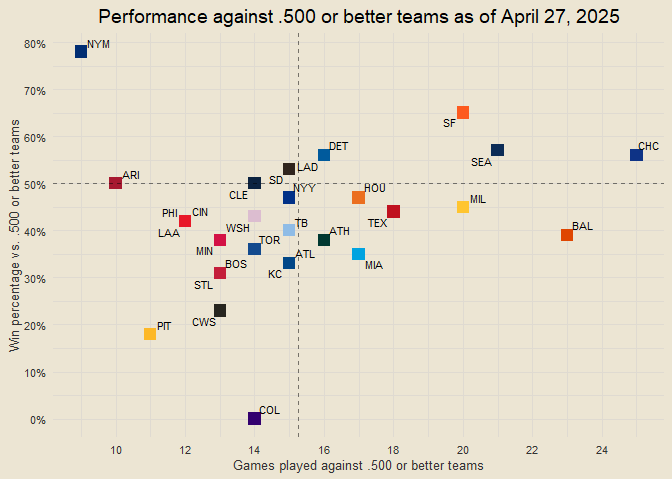 Performance against .500 or better teams as of April 27, 2025
Win percentage vs. .500 or better teams
80%
70%
60%
50%
40%
30%
20%
10%
0%
NYM
SF
CHC
DET
SEA
LAD
SD
ARI
CLE
NYY
HOU
MIL
PHI
CIN
LAA
WSH
TEX
TB
BAL
ATH
TOR
MIN
ATL
MIA
BOS
KC
STL
CWS
PIT
COL
10 12 14 16 18 20 22 24
Games played against .500 or better teams